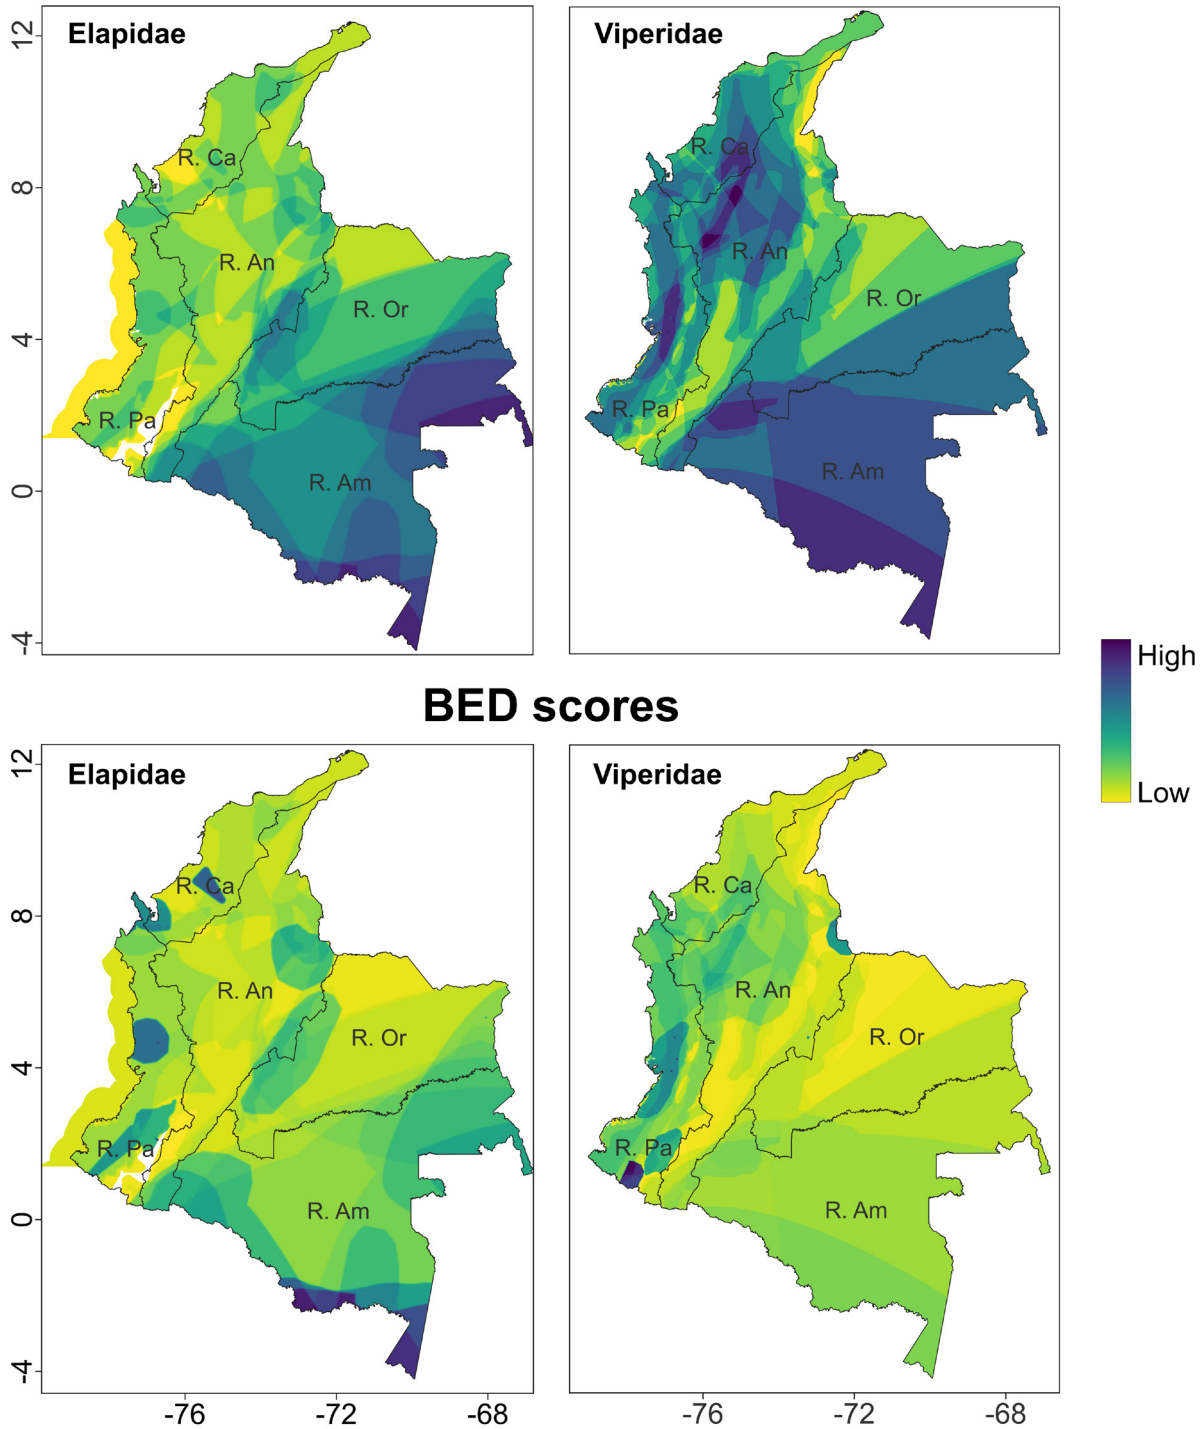 Elapidae
Viperidae
12
8
4
0
-4
R. Ca
R. An
R. Or
R. Pa
R. Am
R. Ca
R. An
R. Or
R. Pa
R. Am
High
Low
BED scores
Elapidae
Viperidae
12
8
4
0
-4
R. Ca
R. An
R. Or
R. Pa
R. Am
R. Ca
R. An
R. Or
R. Pa
R. Am
-76
-72
-68
-76
-72
-68